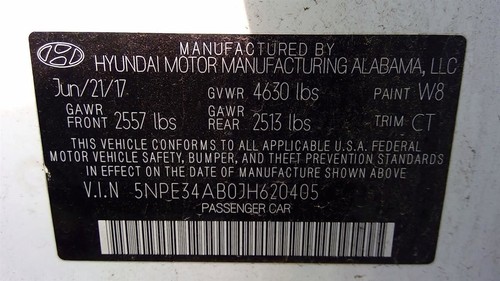 MANUFACTURED BY
HYUNDAI MOTOR MANUFACTURING ALABAMA, LLC
Jun/21/17 GVWR 4630 lbs PAINT W8
GAWR FRONT 2557 lbs GAWR REAR 2513 lbs TRIM CT
THIS VEHICLE CONFORMS TO ALL APPLICABLE U.S.A. FEDERAL
MOTOR VEHICLE SAFETY, BUMPER, AND THEFT PREVENTION STANDARDS
IN EFFECT ON THE DATE OF MANUFACTURE SHOWN ABOVE
V.I.N 5NPE34AB0JH620405
PASSENGER CAR